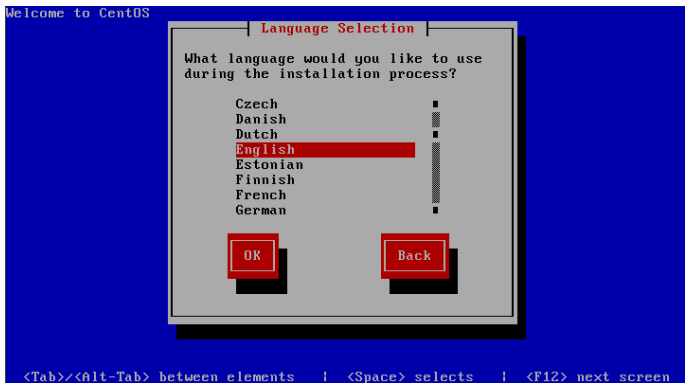 Welcome to CentOS
Language Selection
What language would you like to use
during the installation process?
Czech
Danish
Dutch
English
Estonian
Finnish
French
German
OK
Back
<Tab>/<Alt-Tab> between elements | <Space> selects | <F12> next screen